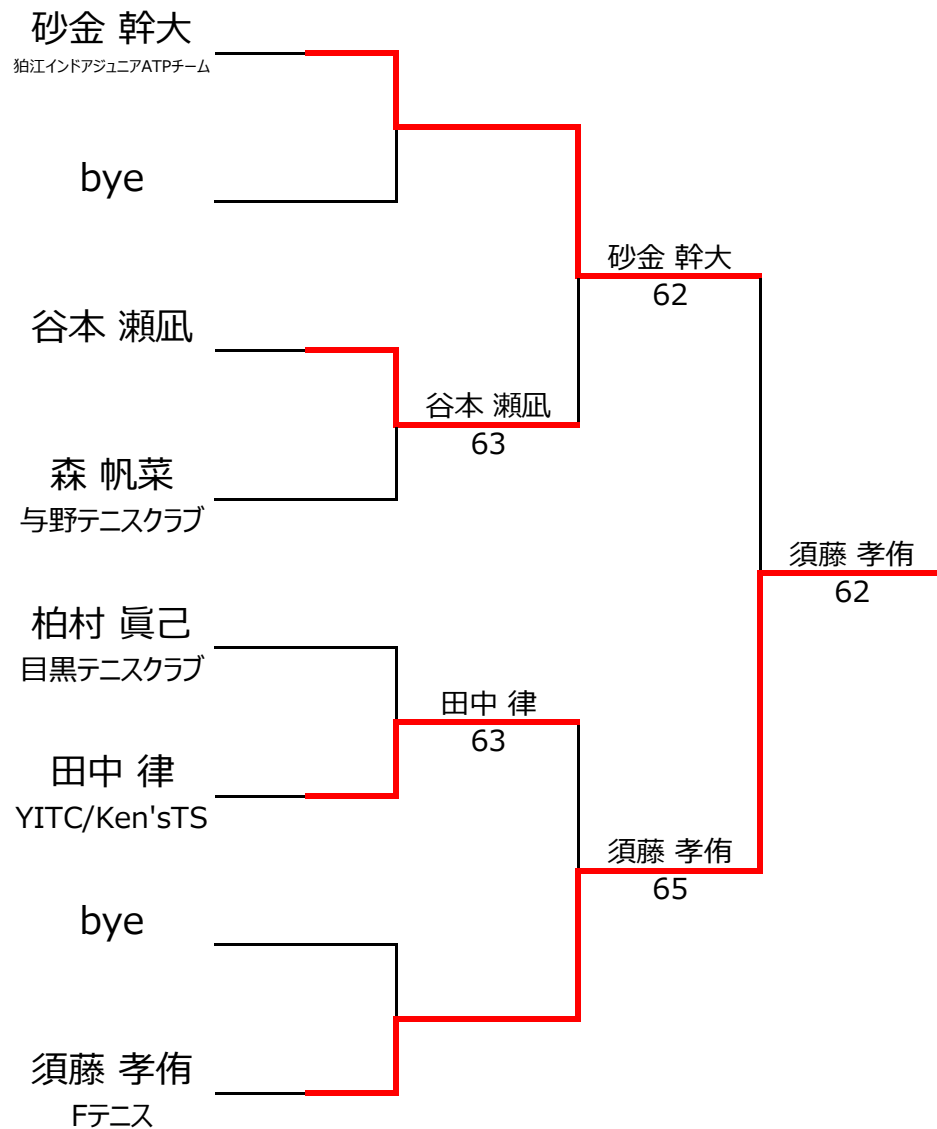 砂金 幹大
狛江インドアジュニアATPチーム
bye
谷本 瀬凪
森 帆菜
与野テニスクラブ
柏村 眞己
目黒テニスクラブ
田中 律
YITC/Ken'sTS
bye
須藤 孝侑
Fテニス
谷本 瀬凪
63
田中 律
63
砂金 幹大
62
須藤 孝侑
65
須藤 孝侑
62